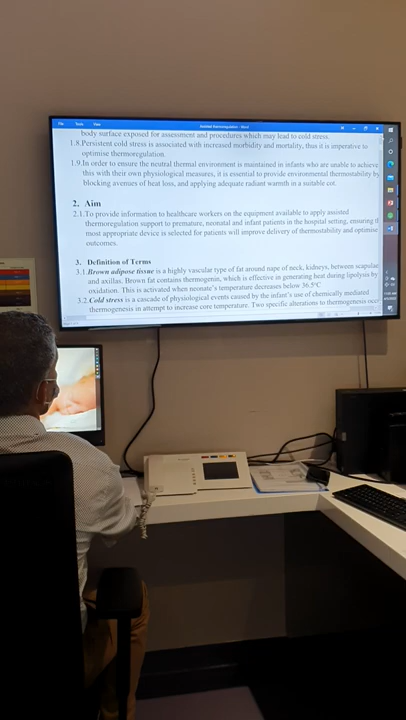 File Tools View
Assisted thermoregulation - Word
body surface exposed for assessment and procedures which may lead to cold stress.
1.8.Persistent cold stress is associated with increased morbidity and mortality, thus it is imperative to
optimise thermoregulation.
1.9.In order to ensure the neutral thermal environment is maintained in infants who are unable to achieve
this with their own physiological measures, it is essential to provide environmental thermostability by
blocking avenues of heat loss, and applying adequate radiant warmth in a suitable cot.
2. Aim
2.1.To provide information to healthcare workers on the equipment available to apply assisted
thermoregulation support to premature, neonatal and infant patients in the hospital setting, ensuring
most appropriate device is selected for patients will improve delivery of thermostability and optimise
outcomes.
3. Definition of Terms
3.1.Brown adipose tissue is a highly vascular type of fat around nape of neck, kidneys, between scapulae
and axillas. Brown fat contains thermogenin, which is effective in generating heat during lipolysis by
oxidation. This is activated when neonate's temperature decreases below 36.5°C
3.2.Cold stress is a cascade of physiological events caused by the infant's use of chemically mediated
thermogenesis in attempt to increase core temperature. Two specific alterations to thermogenesis occ